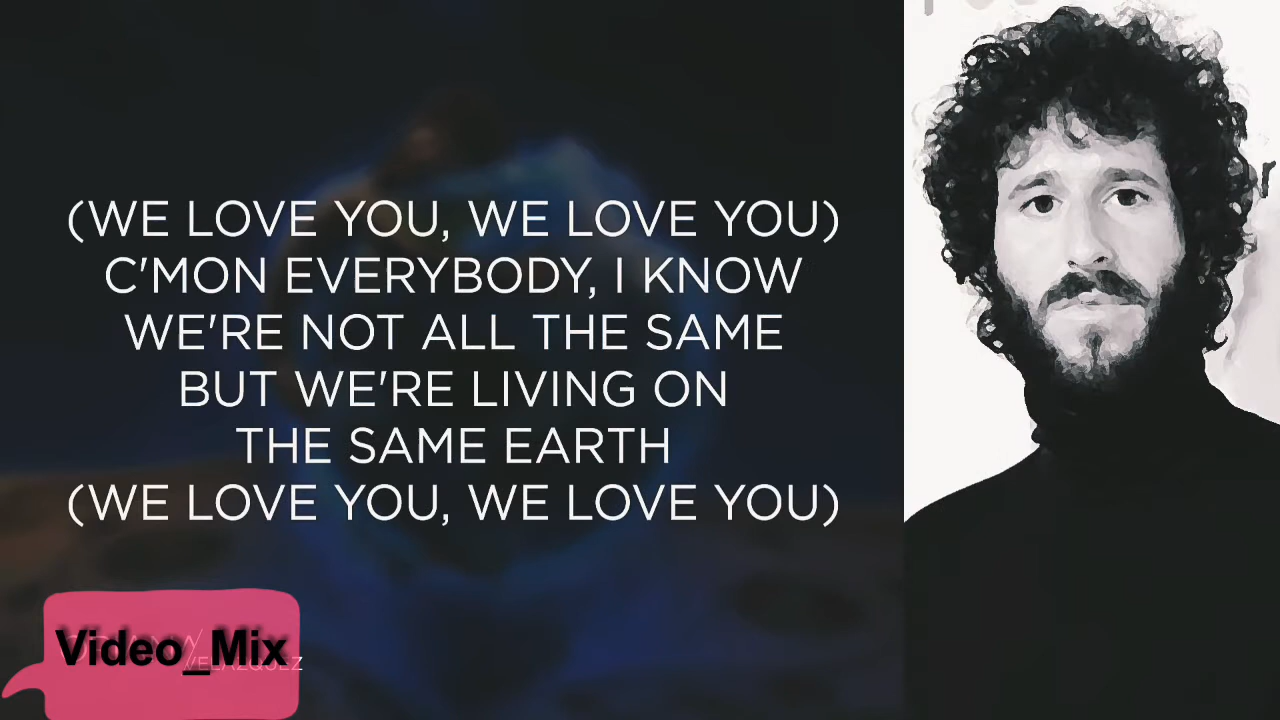 (WE LOVE YOU, WE LOVE YOU)
C'MON EVERYBODY, I KNOW
WE'RE NOT ALL THE SAME
BUT WE'RE LIVING ON
THE SAME EARTH
(WE LOVE YOU, WE LOVE YOU)
Video_Mix
VELAZQUEZ